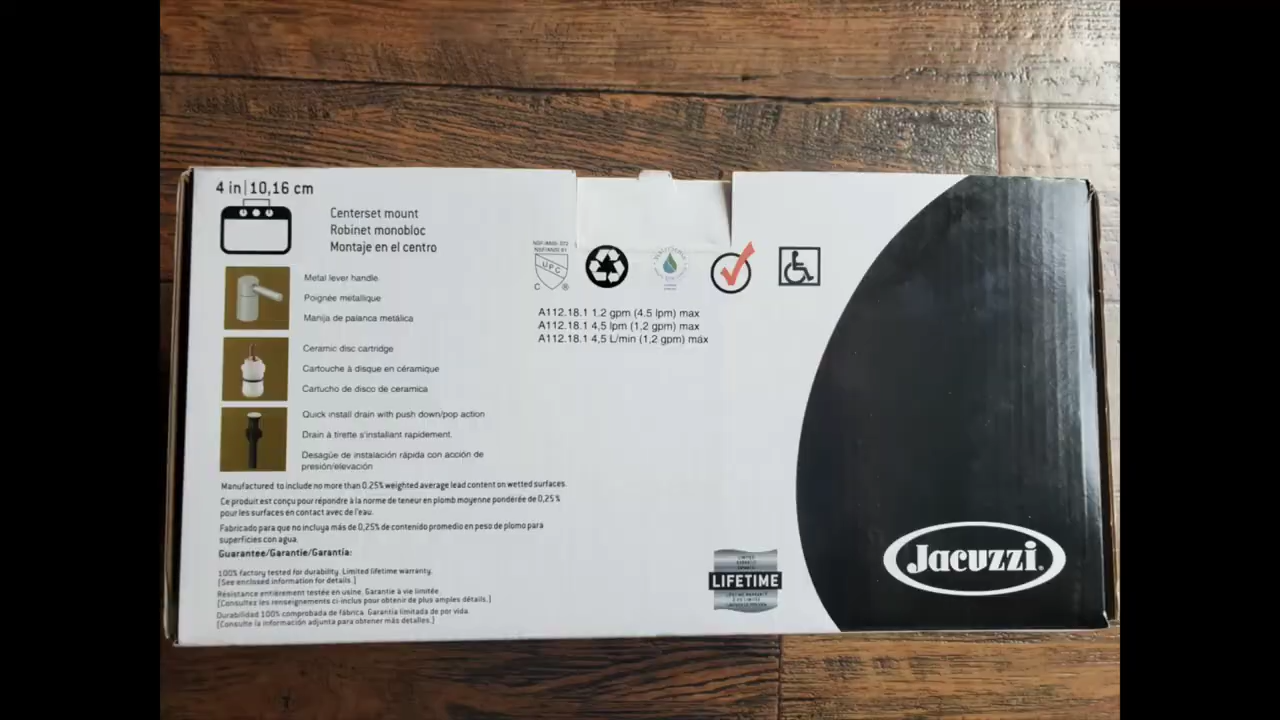 4 in|10,16 cm
Centerset mount
Robinet monobloc
Montaje en el centro
Metal lever handle.
Poignée métallique
Manija de palanca metálica
Ceramic disc cartridge
Cartouche à disque en céramique
Cartucho de disco de ceramica
Quick install drain with push down/pop action
Drain à tirette s'installant rapidement.
Desagüe de instalación rápida con acción de
presión/elevación
Manufactured to include no more than 0.25% weighted average lead content on wetted surfaces.
Ce produit est conçu pour répondre à la norme de teneur en plomb moyenne pondérée de 0,25 %
pour les surfaces en contact avec de l'eau.
Fabricado para que no incluya más de 0,25% de contenido promedio en peso de plomo para
superficies con agua.
Guarantee/Garantie/Garantía:
100% factory tested for durability. Limited lifetime warranty.
[See enclosed information for details.]
Résistance entièrement testée en usine. Garantie à vie limitée
[Consultez les renseignements ci-inclus pour obtenir de plus amples détails.]
Durabilidad 100% comprobada de fábrica. Garantía limitada de por vida.
[Consulte la información adjunta para obtener más detalles.]
UPC
C ®
A112.18.1 1.2 gpm (4.5 lpm) max
A112.18.1 4,5 lpm (1,2 gpm) max
A112.18.1 4,5 L/min (1,2 gpm) máx
LIMITED
LIFETIME
Jacuzzi®